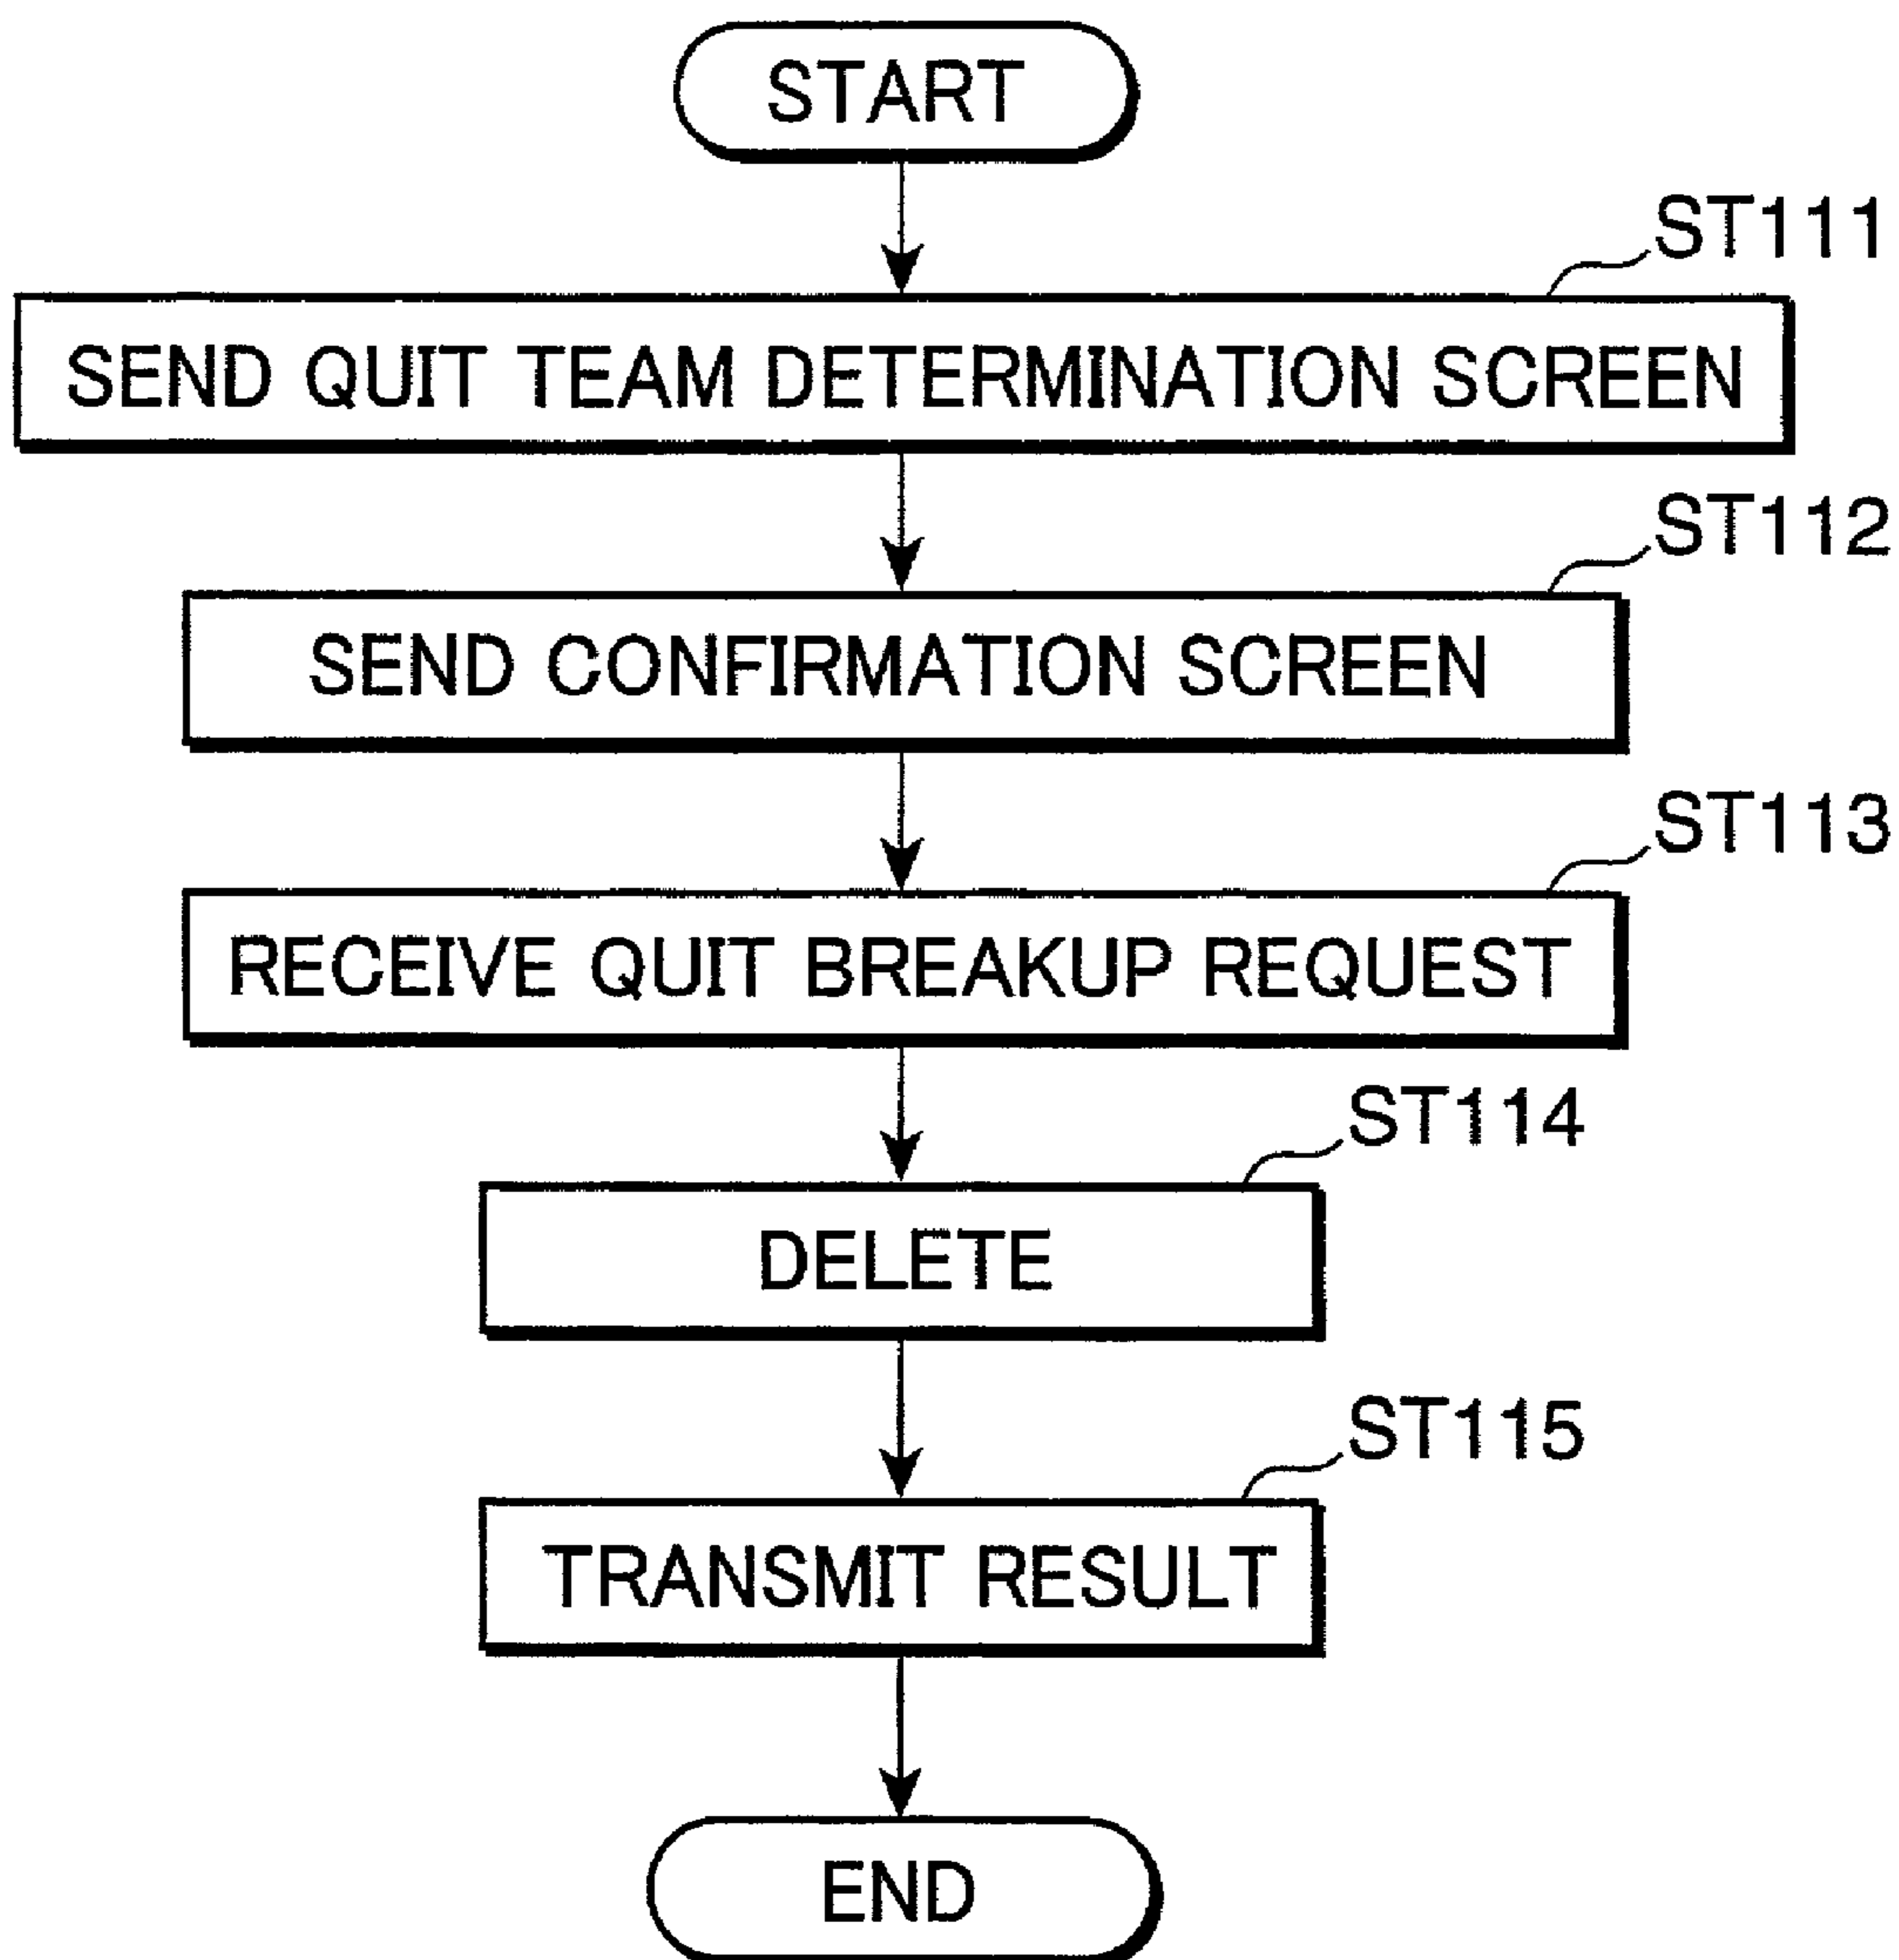 START
ST111
SEND QUIT TEAM DETERMINATION SCREEN
ST112
SEND CONFIRMATION SCREEN
ST113
RECEIVE QUIT BREAKUP REQUEST
ST114
DELETE
ST115
TRANSMIT RESULT
END